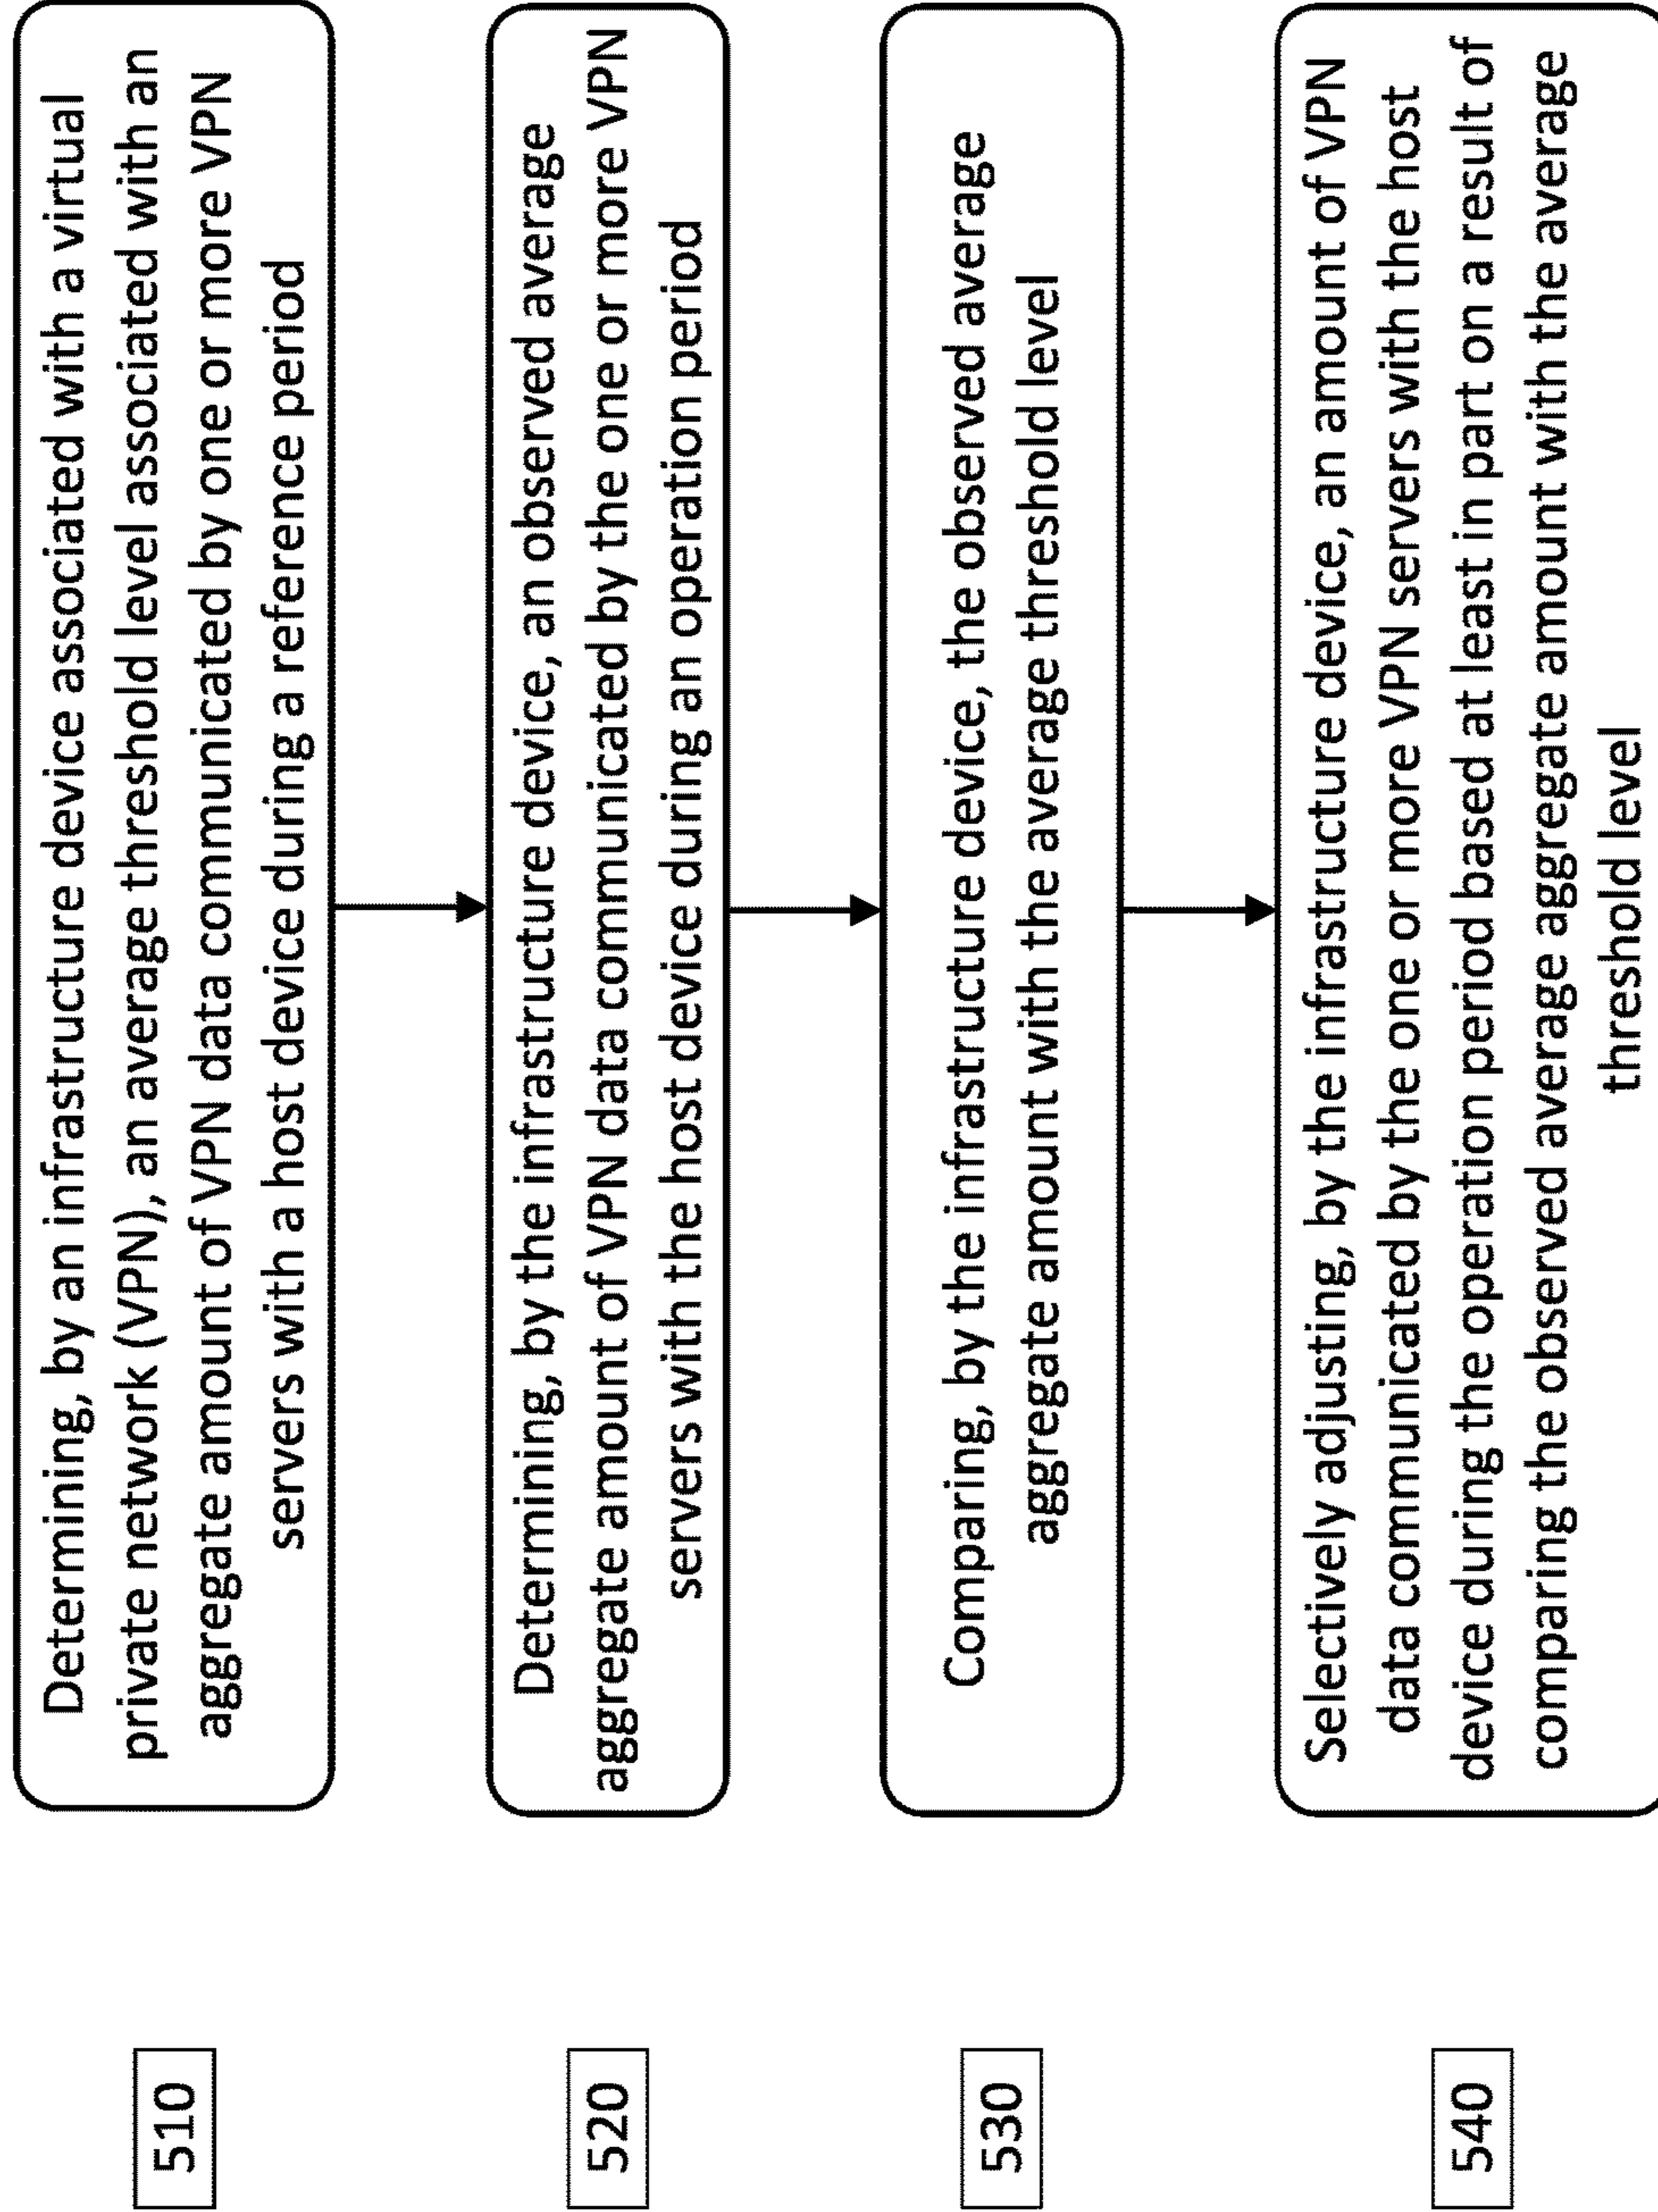 510
Determining, by an infrastructure device associated with a virtual
private network (VPN), an average threshold level associated with an
aggregate amount of VPN data communicated by one or more VPN
servers with a host device during a reference period
520
Determining, by the infrastructure device, an observed average
aggregate amount of VPN data communicated by the one or more VPN
servers with the host device during an operation period
530
Comparing, by the infrastructure device, the observed average
aggregate amount with the average threshold level
540
Selectively adjusting, by the infrastructure device, an amount of VPN
data communicated by the one or more VPN servers with the host
device during the operation period based at least in part on a result of
comparing the observed average aggregate amount with the average
threshold level